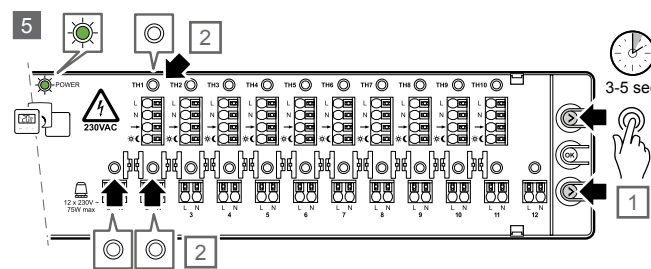 5
2
POWER
TH1 TH2 TH3 TH4 TH5 TH6 TH7 TH8 TH9 TH10
L
N
230VAC
3-5 sec
OK
12 x 230V ~
75W max
L N L N L N L N L N L N L N L N L N L N
3 4 5 6 7 8 9 10 11 12
1
2